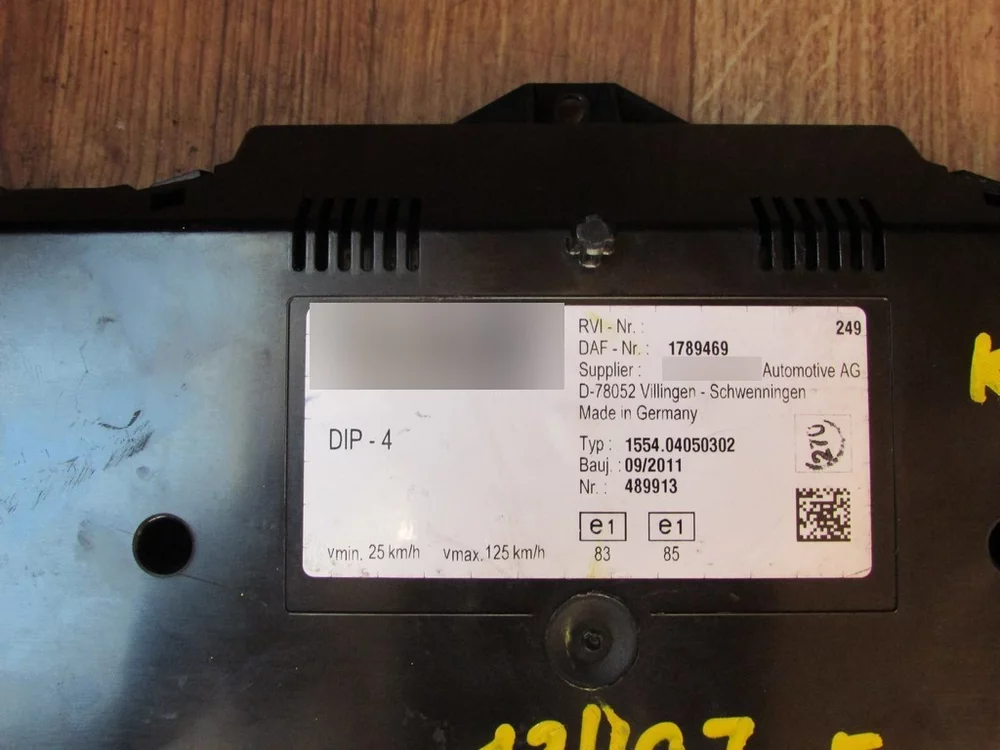 RVI - Nr. : 249
DAF - Nr. : 1789469
Supplier : Automotive AG
D-78052 Villingen - Schwenningen
Made in Germany
DIP - 4
Typ : 1554.04050302
Bauj. : 09/2011
Nr. : 489913
270
e1 e1
vmin. 25 km/h vmax. 125 km/h 83 85